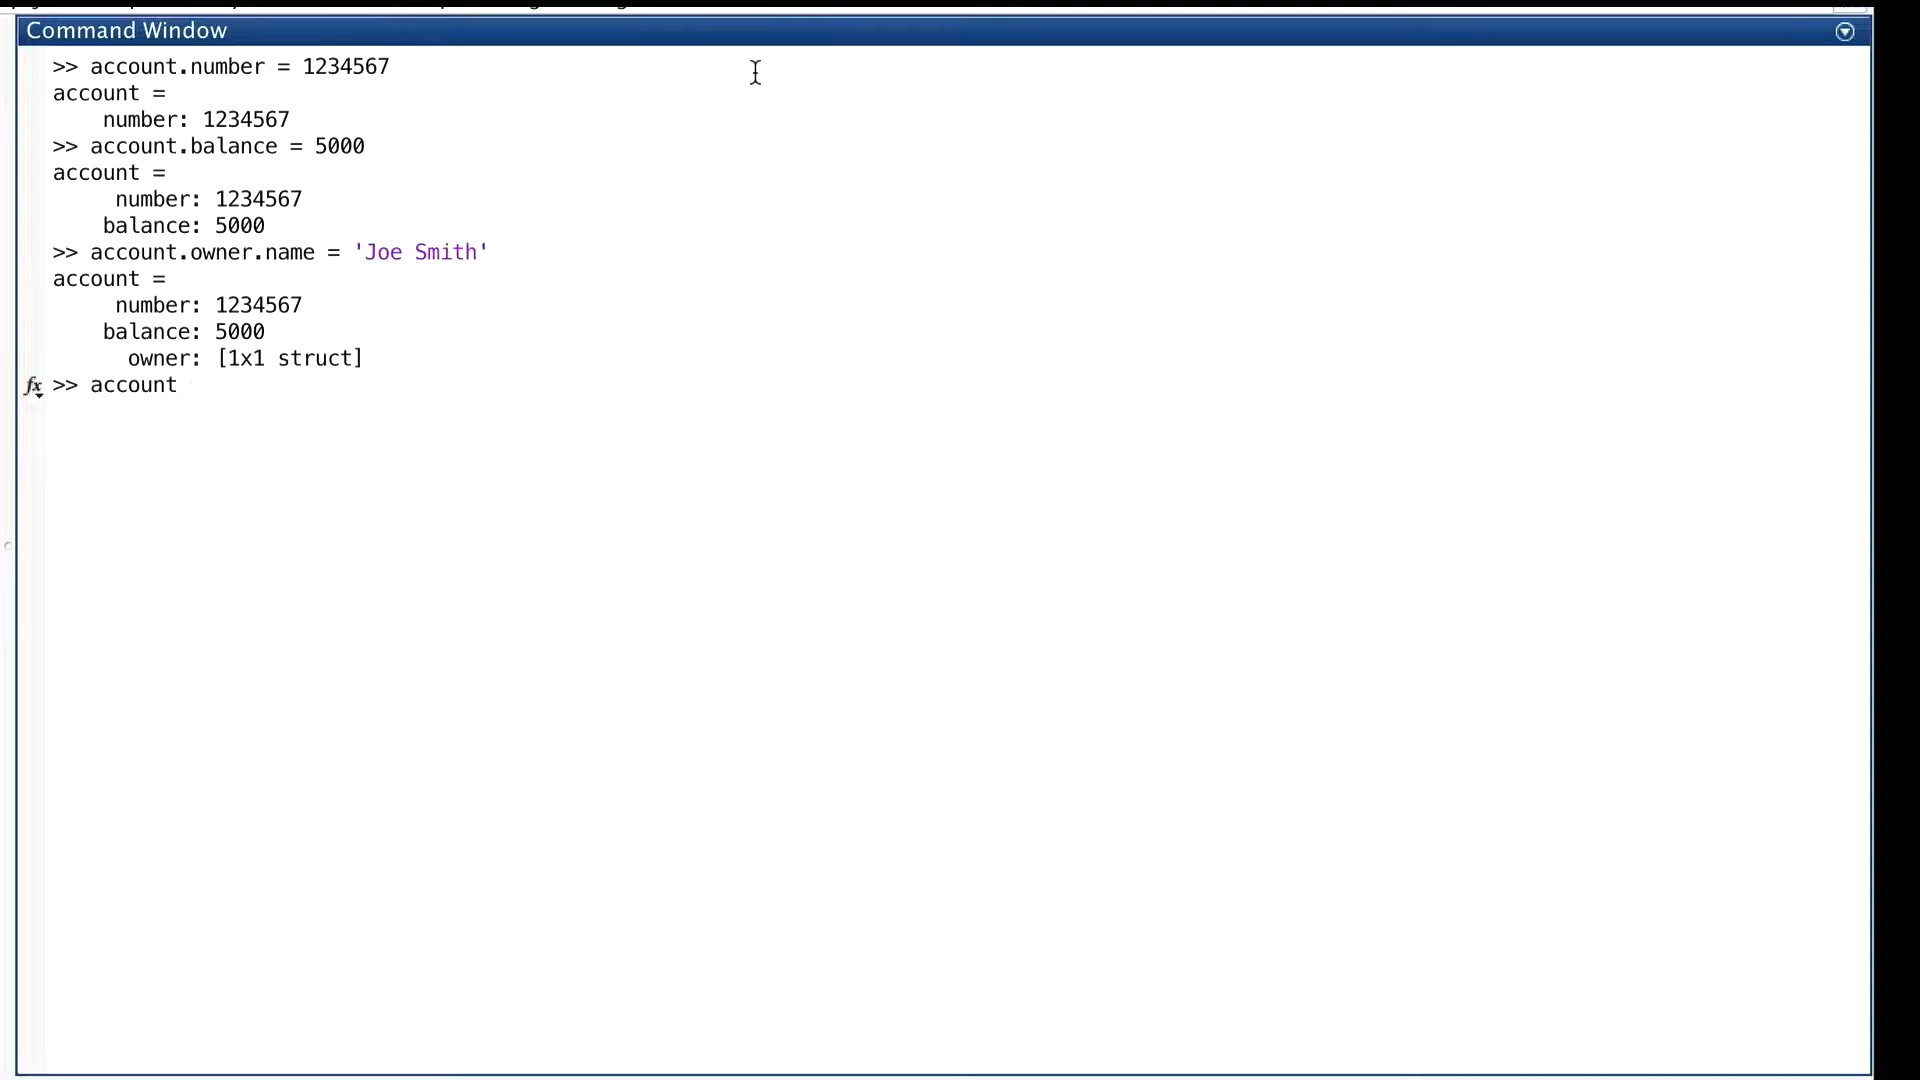 Command Window
>> account.number = 1234567
account =
    number: 1234567
>> account.balance = 5000
account =
     number: 1234567
    balance: 5000
>> account.owner.name = 'Joe Smith'
account =
     number: 1234567
    balance: 5000
      owner: [1x1 struct]
fx >> account